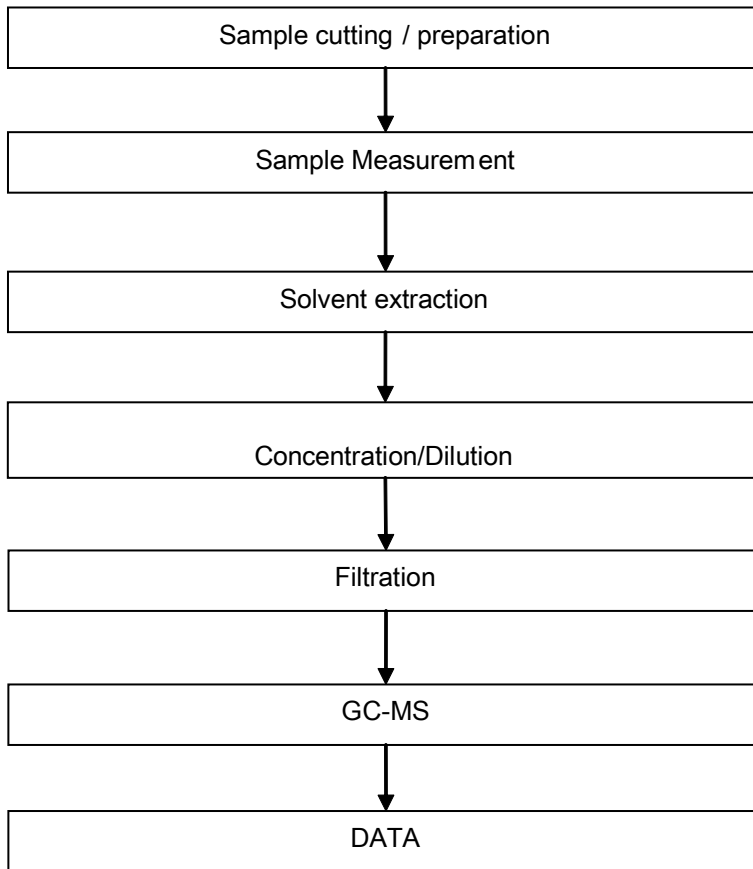 Sample cutting / preparation
Sample Measurement
Solvent extraction
Concentration/Dilution
Filtration
GC-MS
DATA